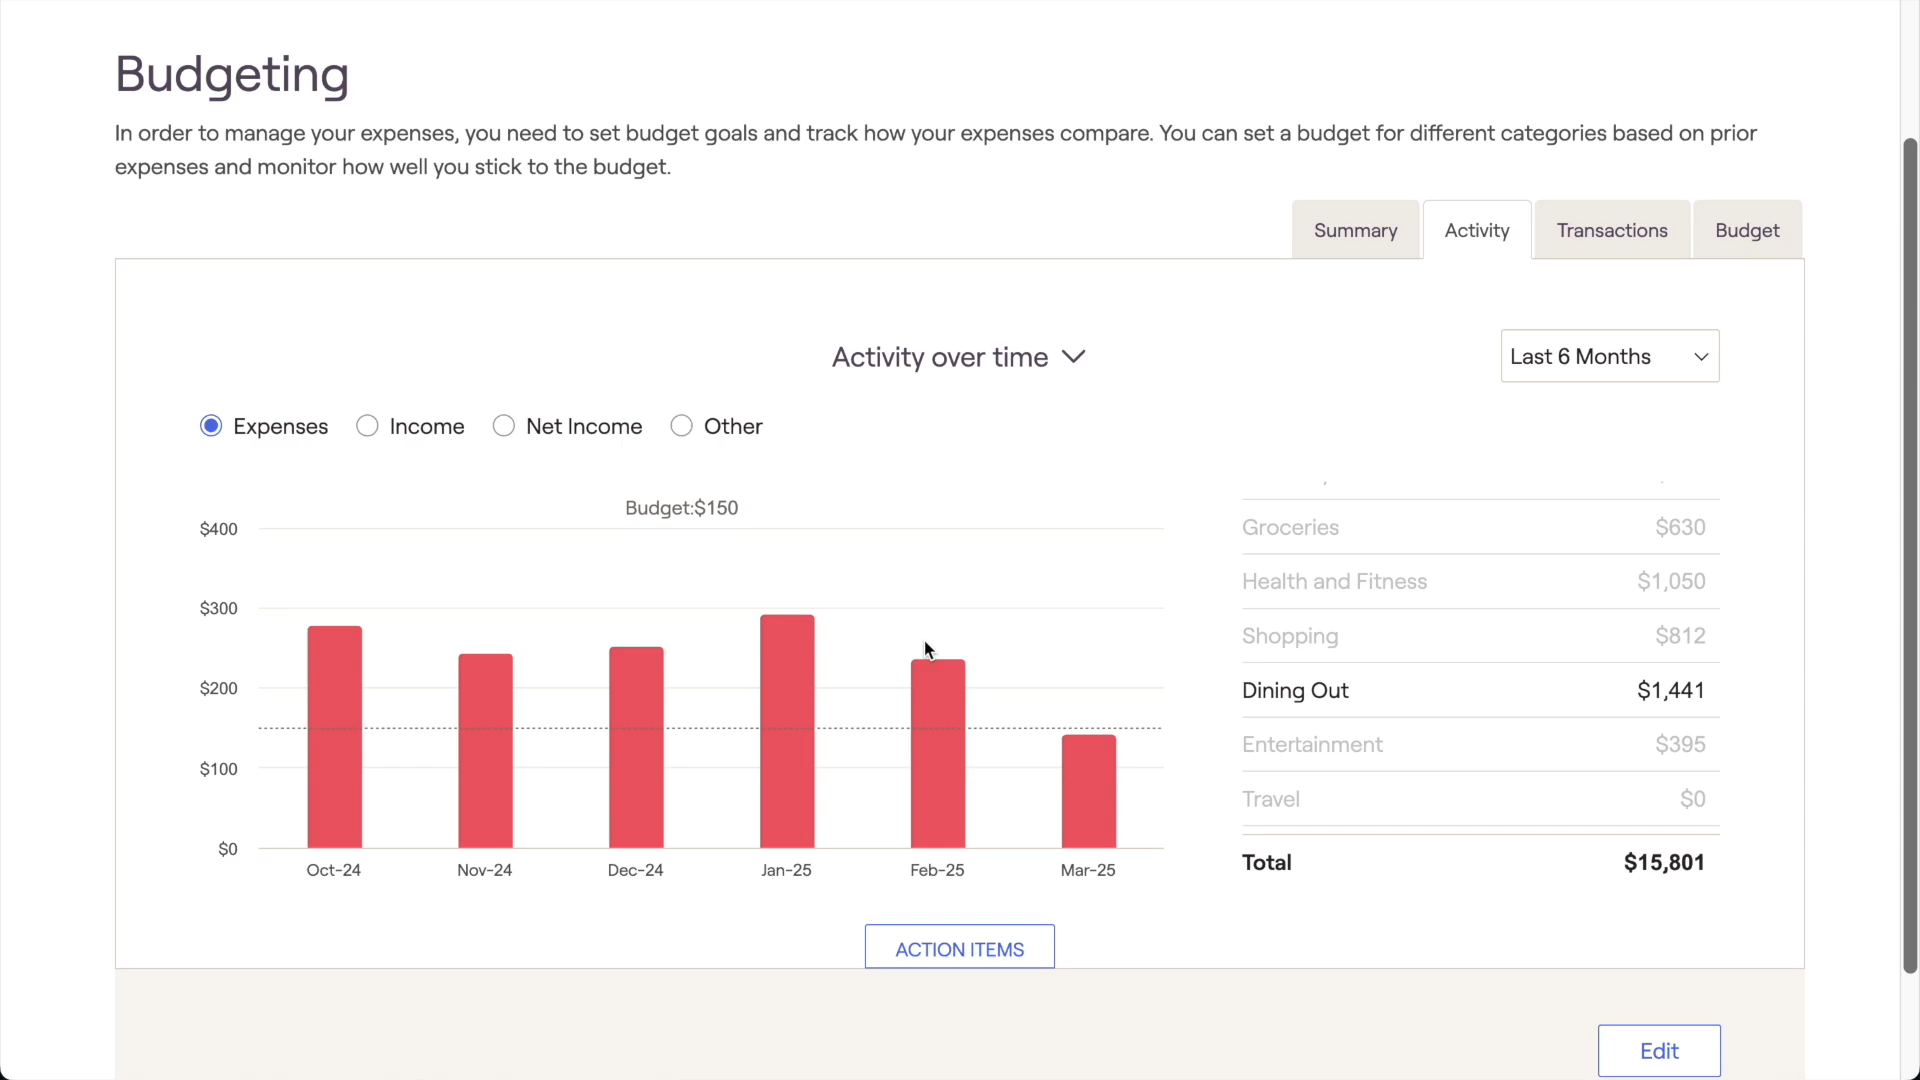 Budgeting
In order to manage your expenses, you need to set budget goals and track how your expenses compare. You can set a budget for different categories based on prior
expenses and monitor how well you stick to the budget.
Summary
Activity
Transactions
Budget
Activity over time
Last 6 Months
Expenses
Income
Net Income
Other
Budget:$150
$400
$300
$200
$100
$0
Oct-24
Nov-24
Dec-24
Jan-25
Feb-25
Mar-25
Groceries $630
Health and Fitness $1,050
Shopping $812
Dining Out $1,441
Entertainment $395
Travel $0
Total $15,801
ACTION ITEMS
Edit